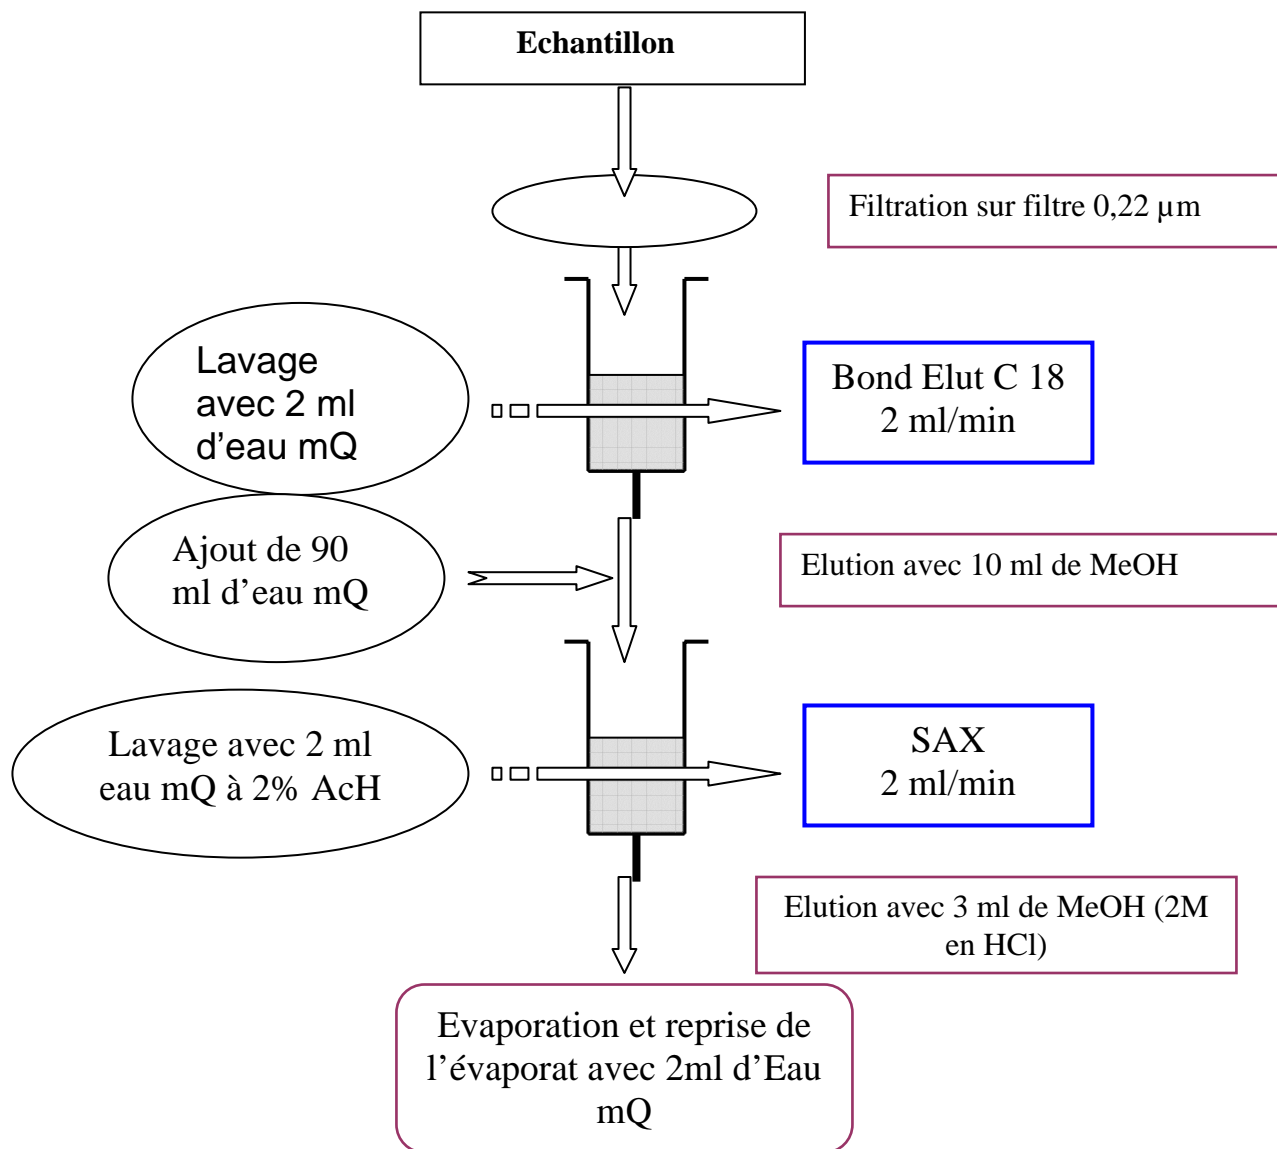 Echantillon
Filtration sur filtre 0,22 µm
Lavage
avec 2 ml
d'eau mQ
Bond Elut C 18
2 ml/min
Ajout de 90
ml d'eau mQ
Elution avec 10 ml de MeOH
Lavage avec 2 ml
eau mQ à 2% AcH
SAX
2 ml/min
Elution avec 3 ml de MeOH (2M
en HCl)
Evaporation et reprise de
l'évaporat avec 2ml d'Eau
mQ